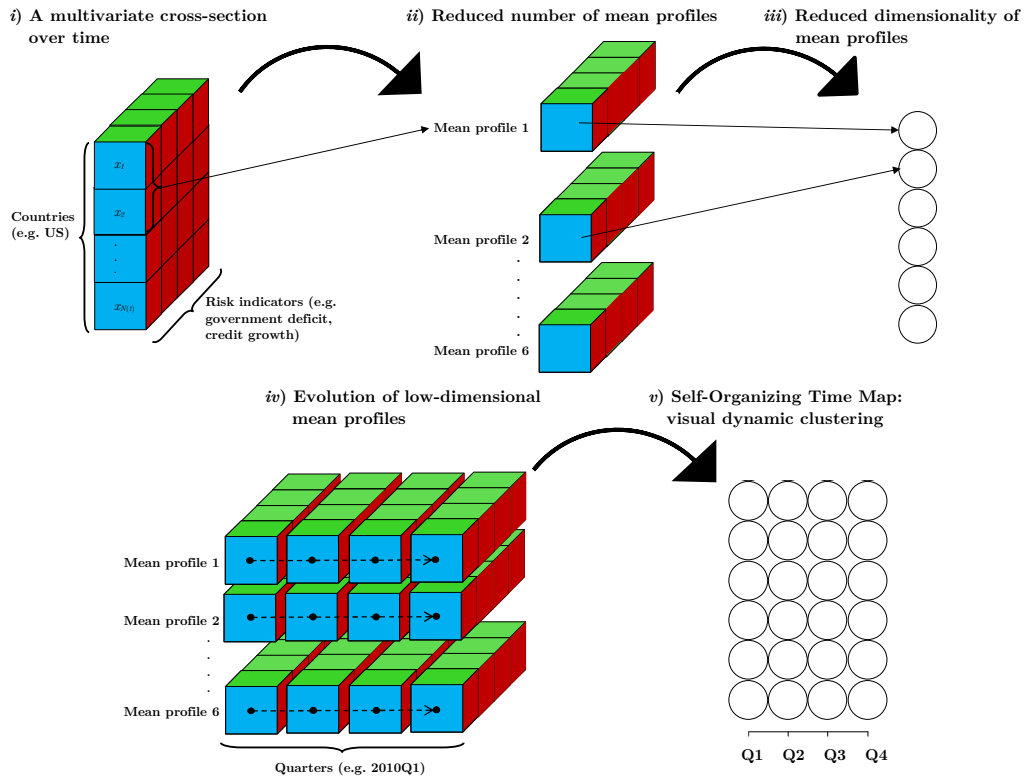 i) A multivariate cross-section
over time
x1
x2
.
.
.
xN(t)
Countries
(e.g. US)
Risk indicators (e.g.
government deficit,
credit growth)
ii) Reduced number of mean profiles
Mean profile 1
Mean profile 2
.
.
.
.
Mean profile 6
iii) Reduced dimensionality of
mean profiles
iv) Evolution of low-dimensional
mean profiles
Mean profile 1
Mean profile 2
.
.
.
.
Mean profile 6
Quarters (e.g. 2010Q1)
v) Self-Organizing Time Map:
visual dynamic clustering
Q1 Q2 Q3 Q4